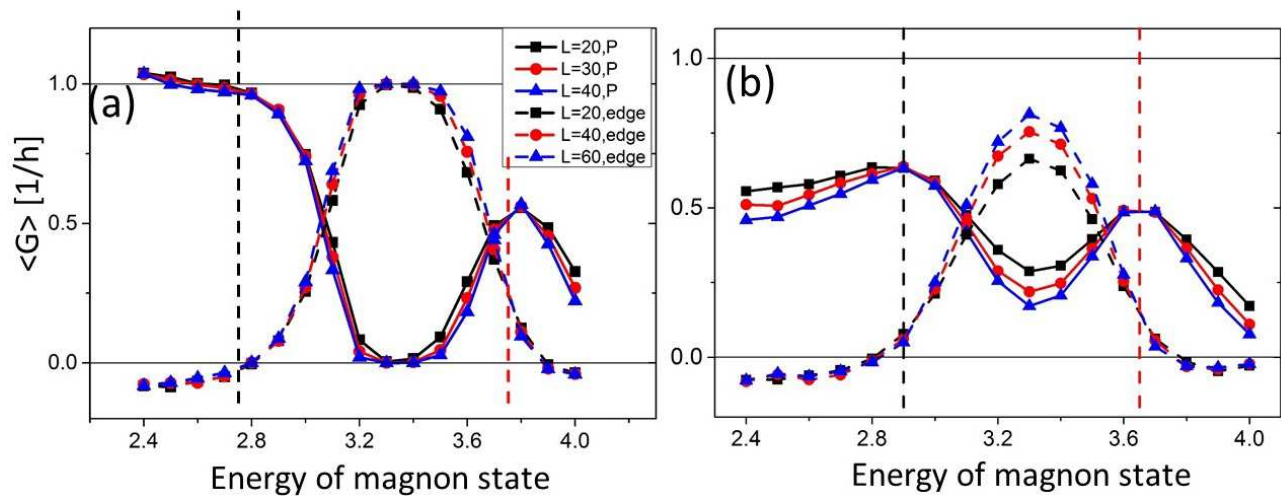 (a)
<G> [1/h]
1.0
0.5
0.0
2.4 2.8 3.2 3.6 4.0
Energy of magnon state
L=20,P
L=30,P
L=40,P
L=20,edge
L=40,edge
L=60,edge
(b)
1.0
0.5
0.0
2.4 2.8 3.2 3.6 4.0
Energy of magnon state